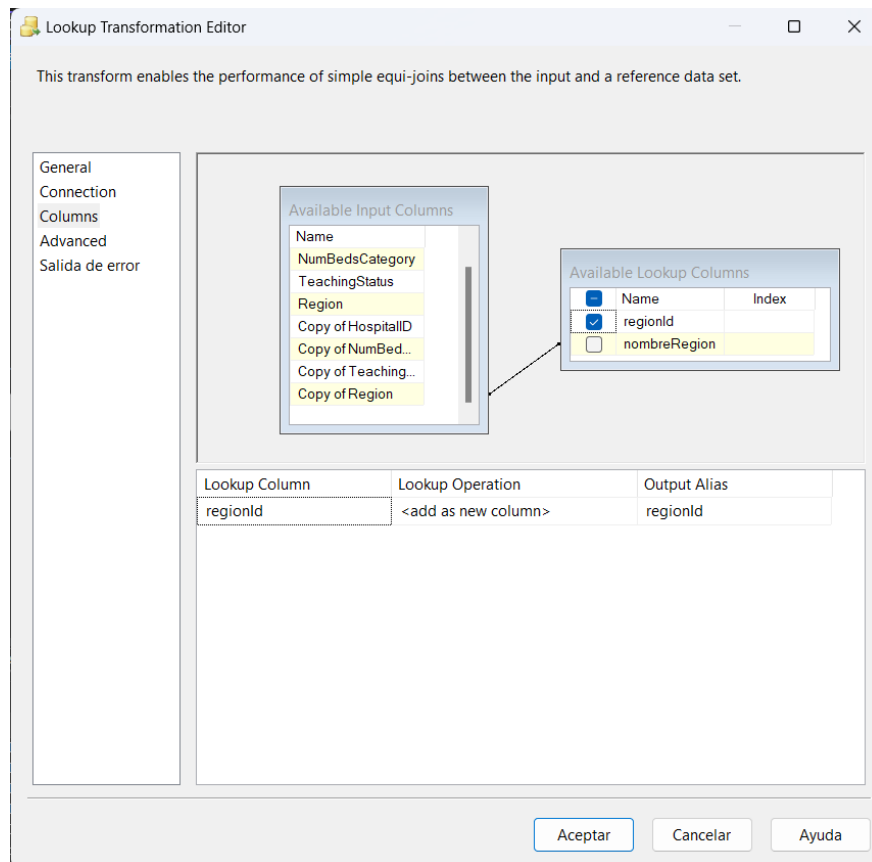 Lookup Transformation Editor
This transform enables the performance of simple equi-joins between the input and a reference data set.
General
Connection
Columns
Advanced
Salida de error
Available Input Columns
Name
NumBedsCategory
TeachingStatus
Region
Copy of HospitalID
Copy of NumBed...
Copy of Teaching...
Copy of Region
Available Lookup Columns
Name Index
regionId
nombreRegion
Lookup Column Lookup Operation Output Alias
regionId <add as new column> regionId
Aceptar Cancelar Ayuda